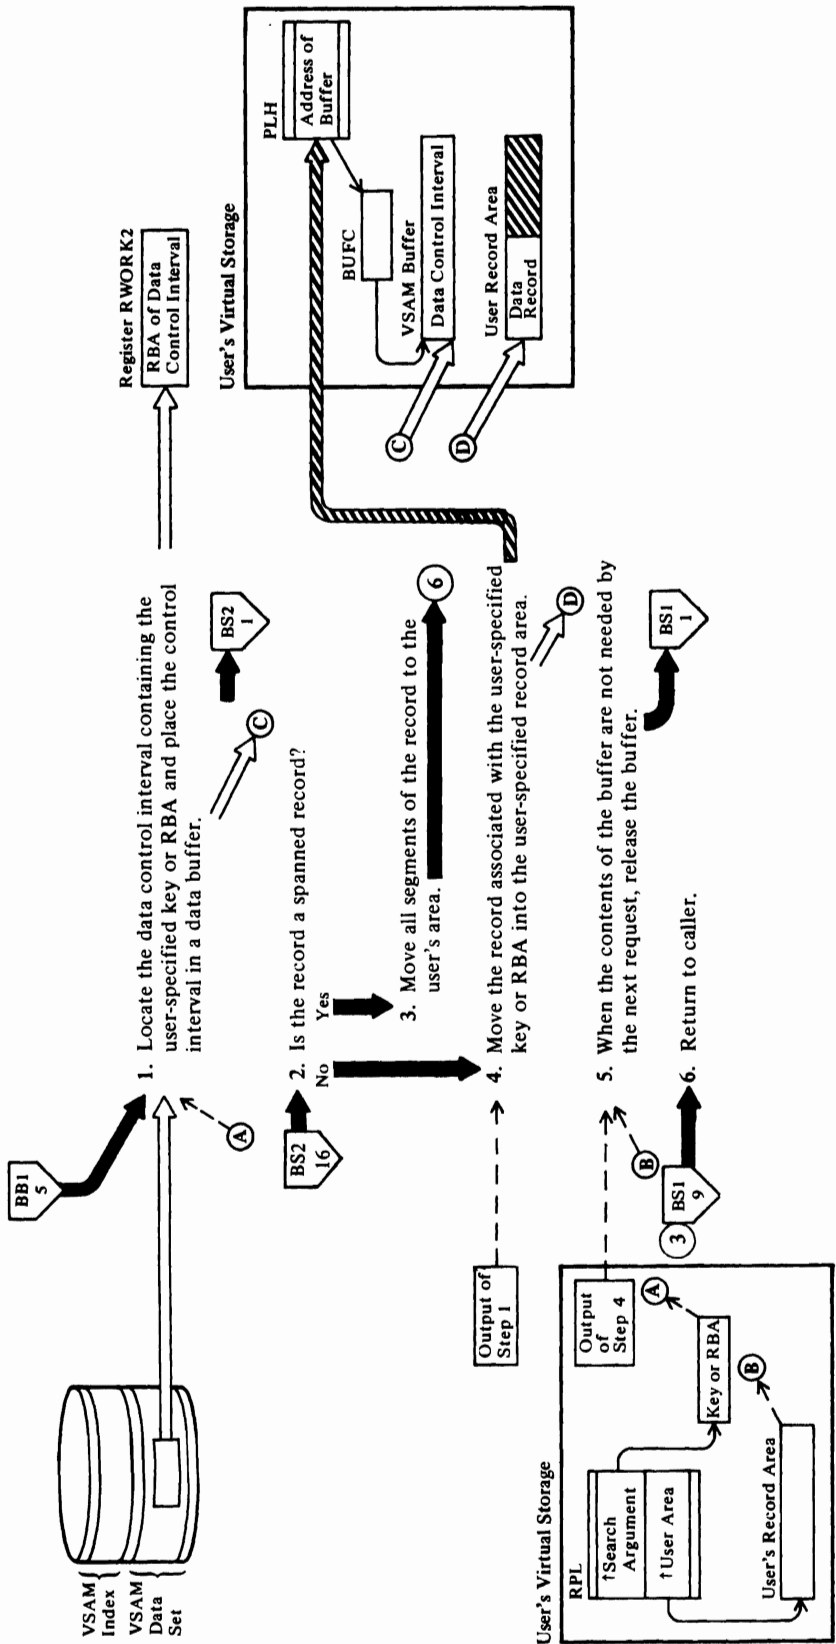 VSAM
Index
VSAM
Data
Set
BB1
5
1. Locate the data control interval containing the
user-specified key or RBA and place the control
interval in a data buffer.
A
C
BS2
1
Register RWORK2
RBA of Data
Control Interval
BS2
16
2. Is the record a spanned record?
No
Yes
3. Move all segments of the record to the
user's area.
6
Output of
Step 1
4. Move the record associated with the user-specified
key or RBA into the user-specified record area.
D
User's Virtual Storage
PLH
Address of
Buffer
BUFC
VSAM Buffer
Data Control Interval
C
User Record Area
Data
Record
D
5. When the contents of the buffer are not needed by
the next request, release the buffer.
B
BS1
1
3
BS1
9
6. Return to caller.
User's Virtual Storage
RPL
↑Search
Argument
↑User Area
Output
of
Step 4
A
Key or RBA
B
User's Record Area